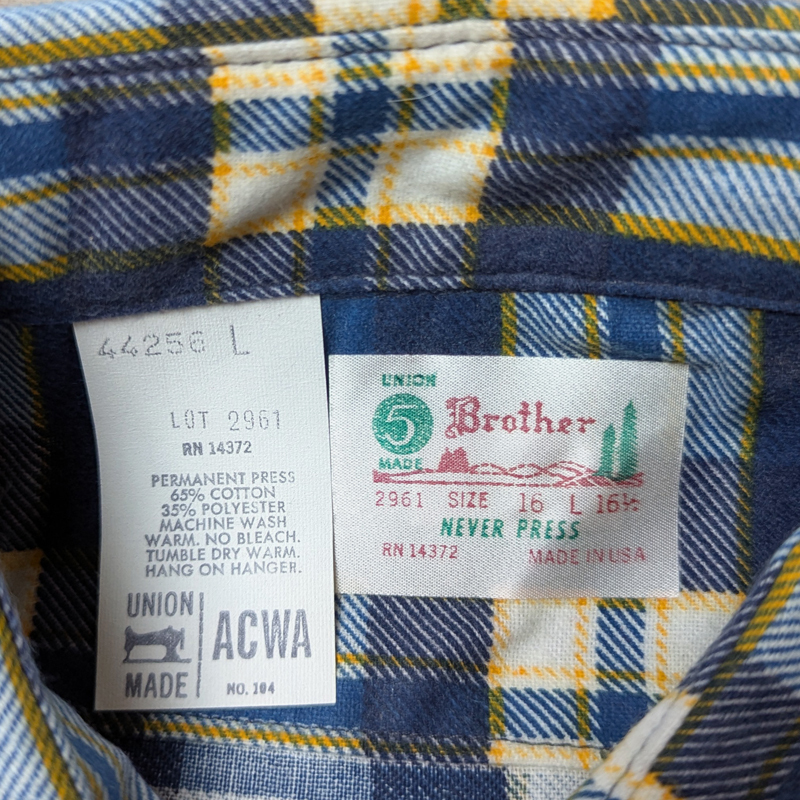 44256 L
LOT 2961
RN 14372
PERMANENT PRESS
65% COTTON
35% POLYESTER
MACHINE WASH
WARM. NO BLEACH.
TUMBLE DRY WARM.
HANG ON HANGER.
UNION
MADE
ACWA
NO. 104
UNION
5 Brother
MADE
2961 SIZE 16 L 16½
NEVER PRESS
RN 14372 MADE IN USA